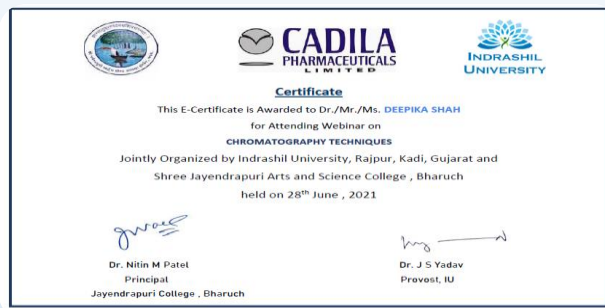 CADILA
PHARMACEUTICALS
LIMITED
INDRASHIL
UNIVERSITY
Certificate
This E-Certificate is Awarded to Dr./Mr./Ms. DEEPIKA SHAH
for Attending Webinar on
CHROMATOGRAPHY TECHNIQUES
Jointly Organized by Indrashil University, Rajpur, Kadi, Gujarat and
Shree Jayendrapuri Arts and Science College , Bharuch
held on 28th June , 2021
Dr. Nitin M Patel
Principal
Jayendrapuri College , Bharuch
Dr. J S Yadav
Provost, IU